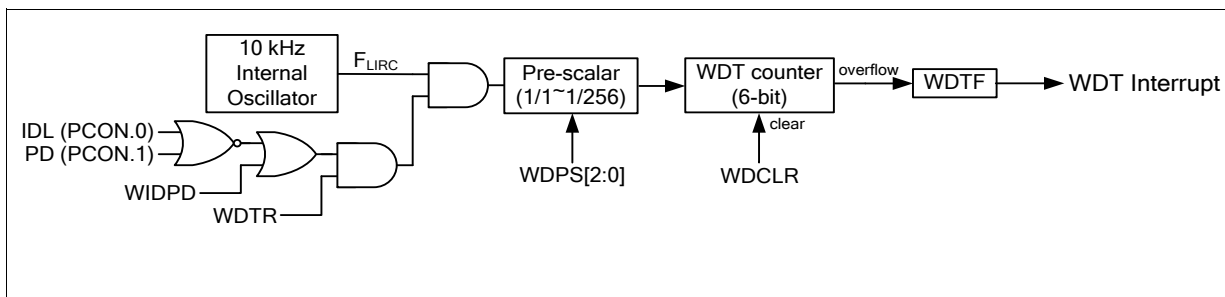 10 kHz
Internal
Oscillator
FLIRC
Pre-scalar
(1/1~1/256)
WDT counter
(6-bit)
overflow
WDTF
WDT Interrupt
clear
IDL (PCON.0)
PD (PCON.1)
WIDPD
WDTR
WDPS[2:0]
WDCLR